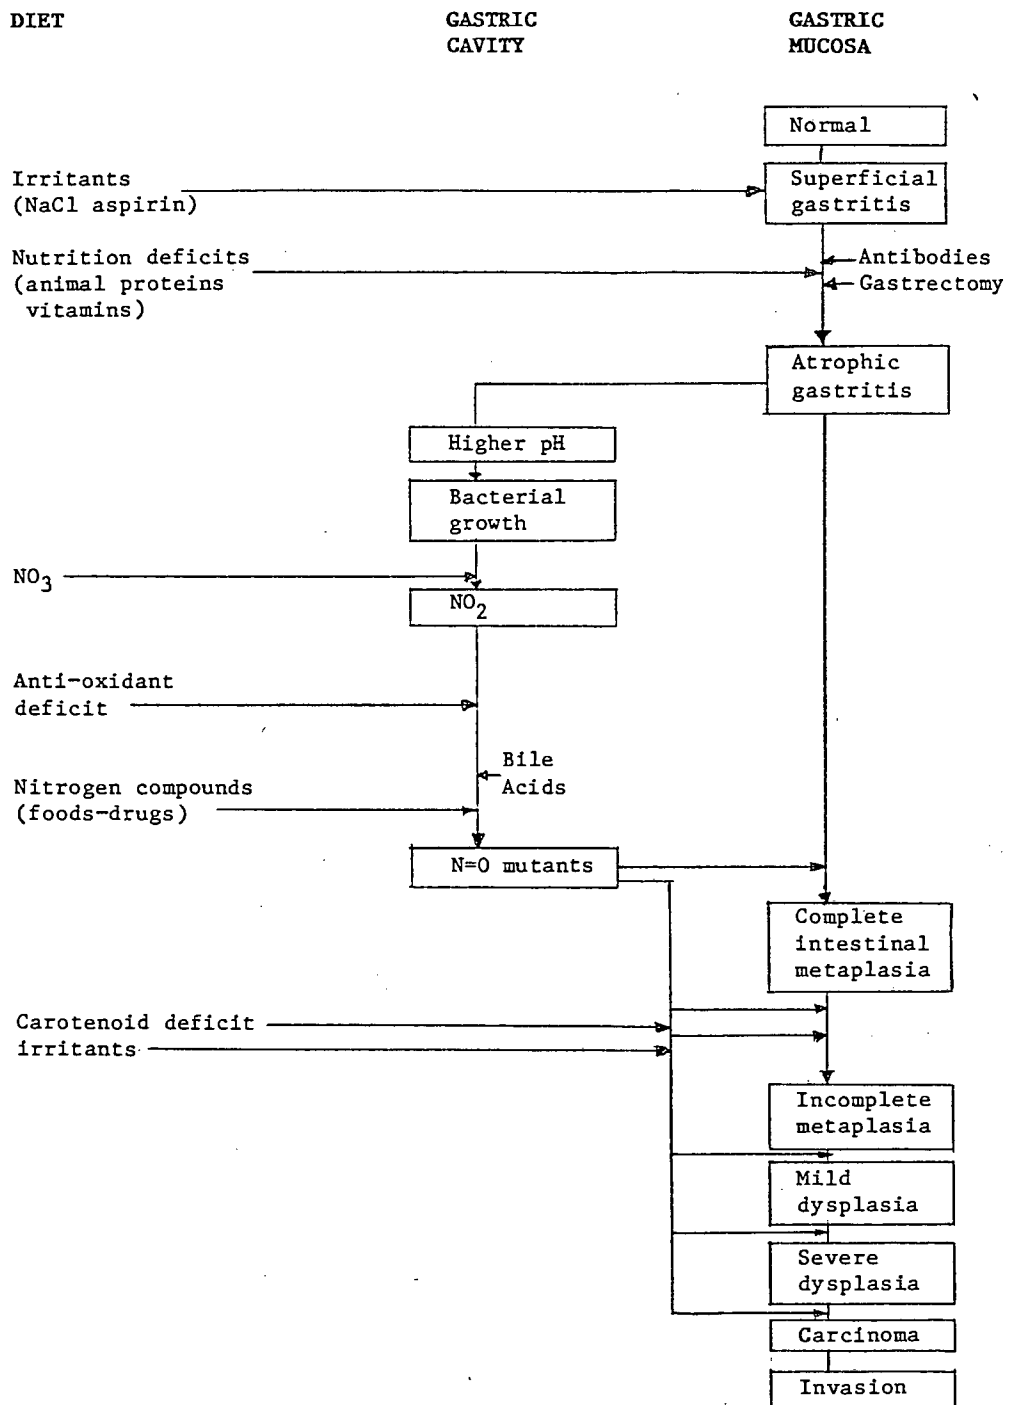 DIET
GASTRIC
CAVITY
GASTRIC
MUCOSA
Normal
Irritants
(NaCl aspirin)
Superficial
gastritis
Nutrition deficits
(animal proteins
vitamins)
Antibodies
Gastrectomy
Atrophic
gastritis
Higher pH
Bacterial
growth
NO3
NO2
Anti-oxidant
deficit
Bile
Acids
Nitrogen compounds
(foods-drugs)
N=O mutants
Complete
intestinal
metaplasia
Carotenoid deficit
irritants
Incomplete
metaplasia
Mild
dysplasia
Severe
dysplasia
Carcinoma
Invasion